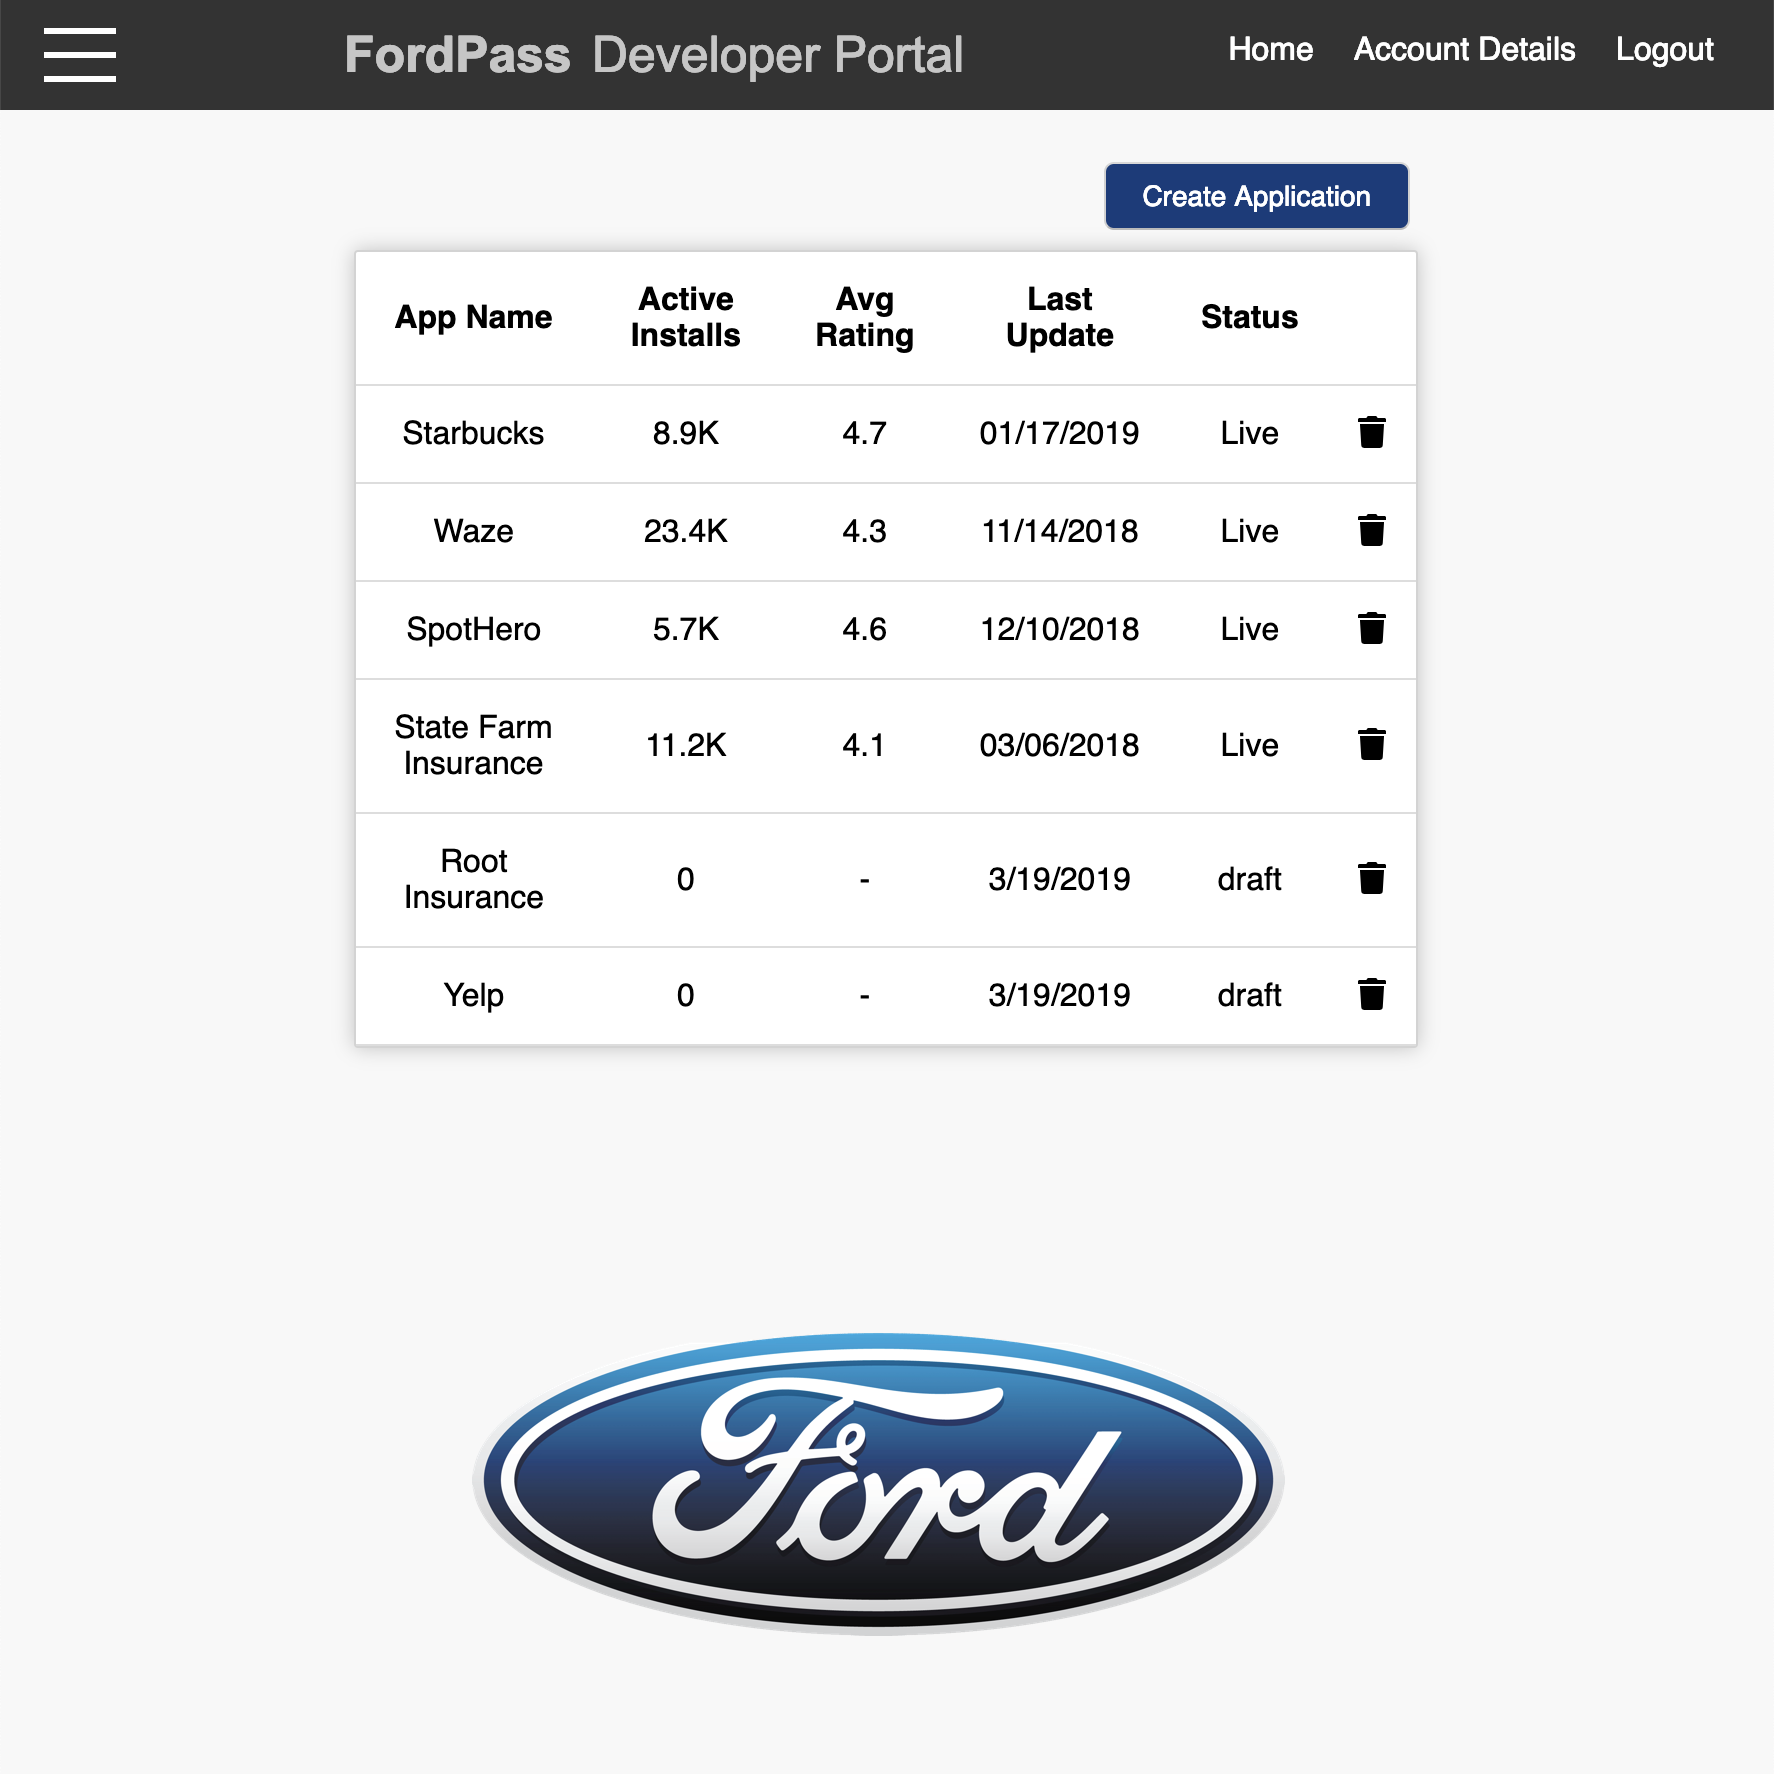 FordPass Developer Portal
Home Account Details Logout
Create Application
App Name Active Installs Avg Rating Last Update Status
Starbucks 8.9K 4.7 01/17/2019 Live
Waze 23.4K 4.3 11/14/2018 Live
SpotHero 5.7K 4.6 12/10/2018 Live
State Farm Insurance 11.2K 4.1 03/06/2018 Live
Root Insurance 0 - 3/19/2019 draft
Yelp 0 - 3/19/2019 draft
Ford